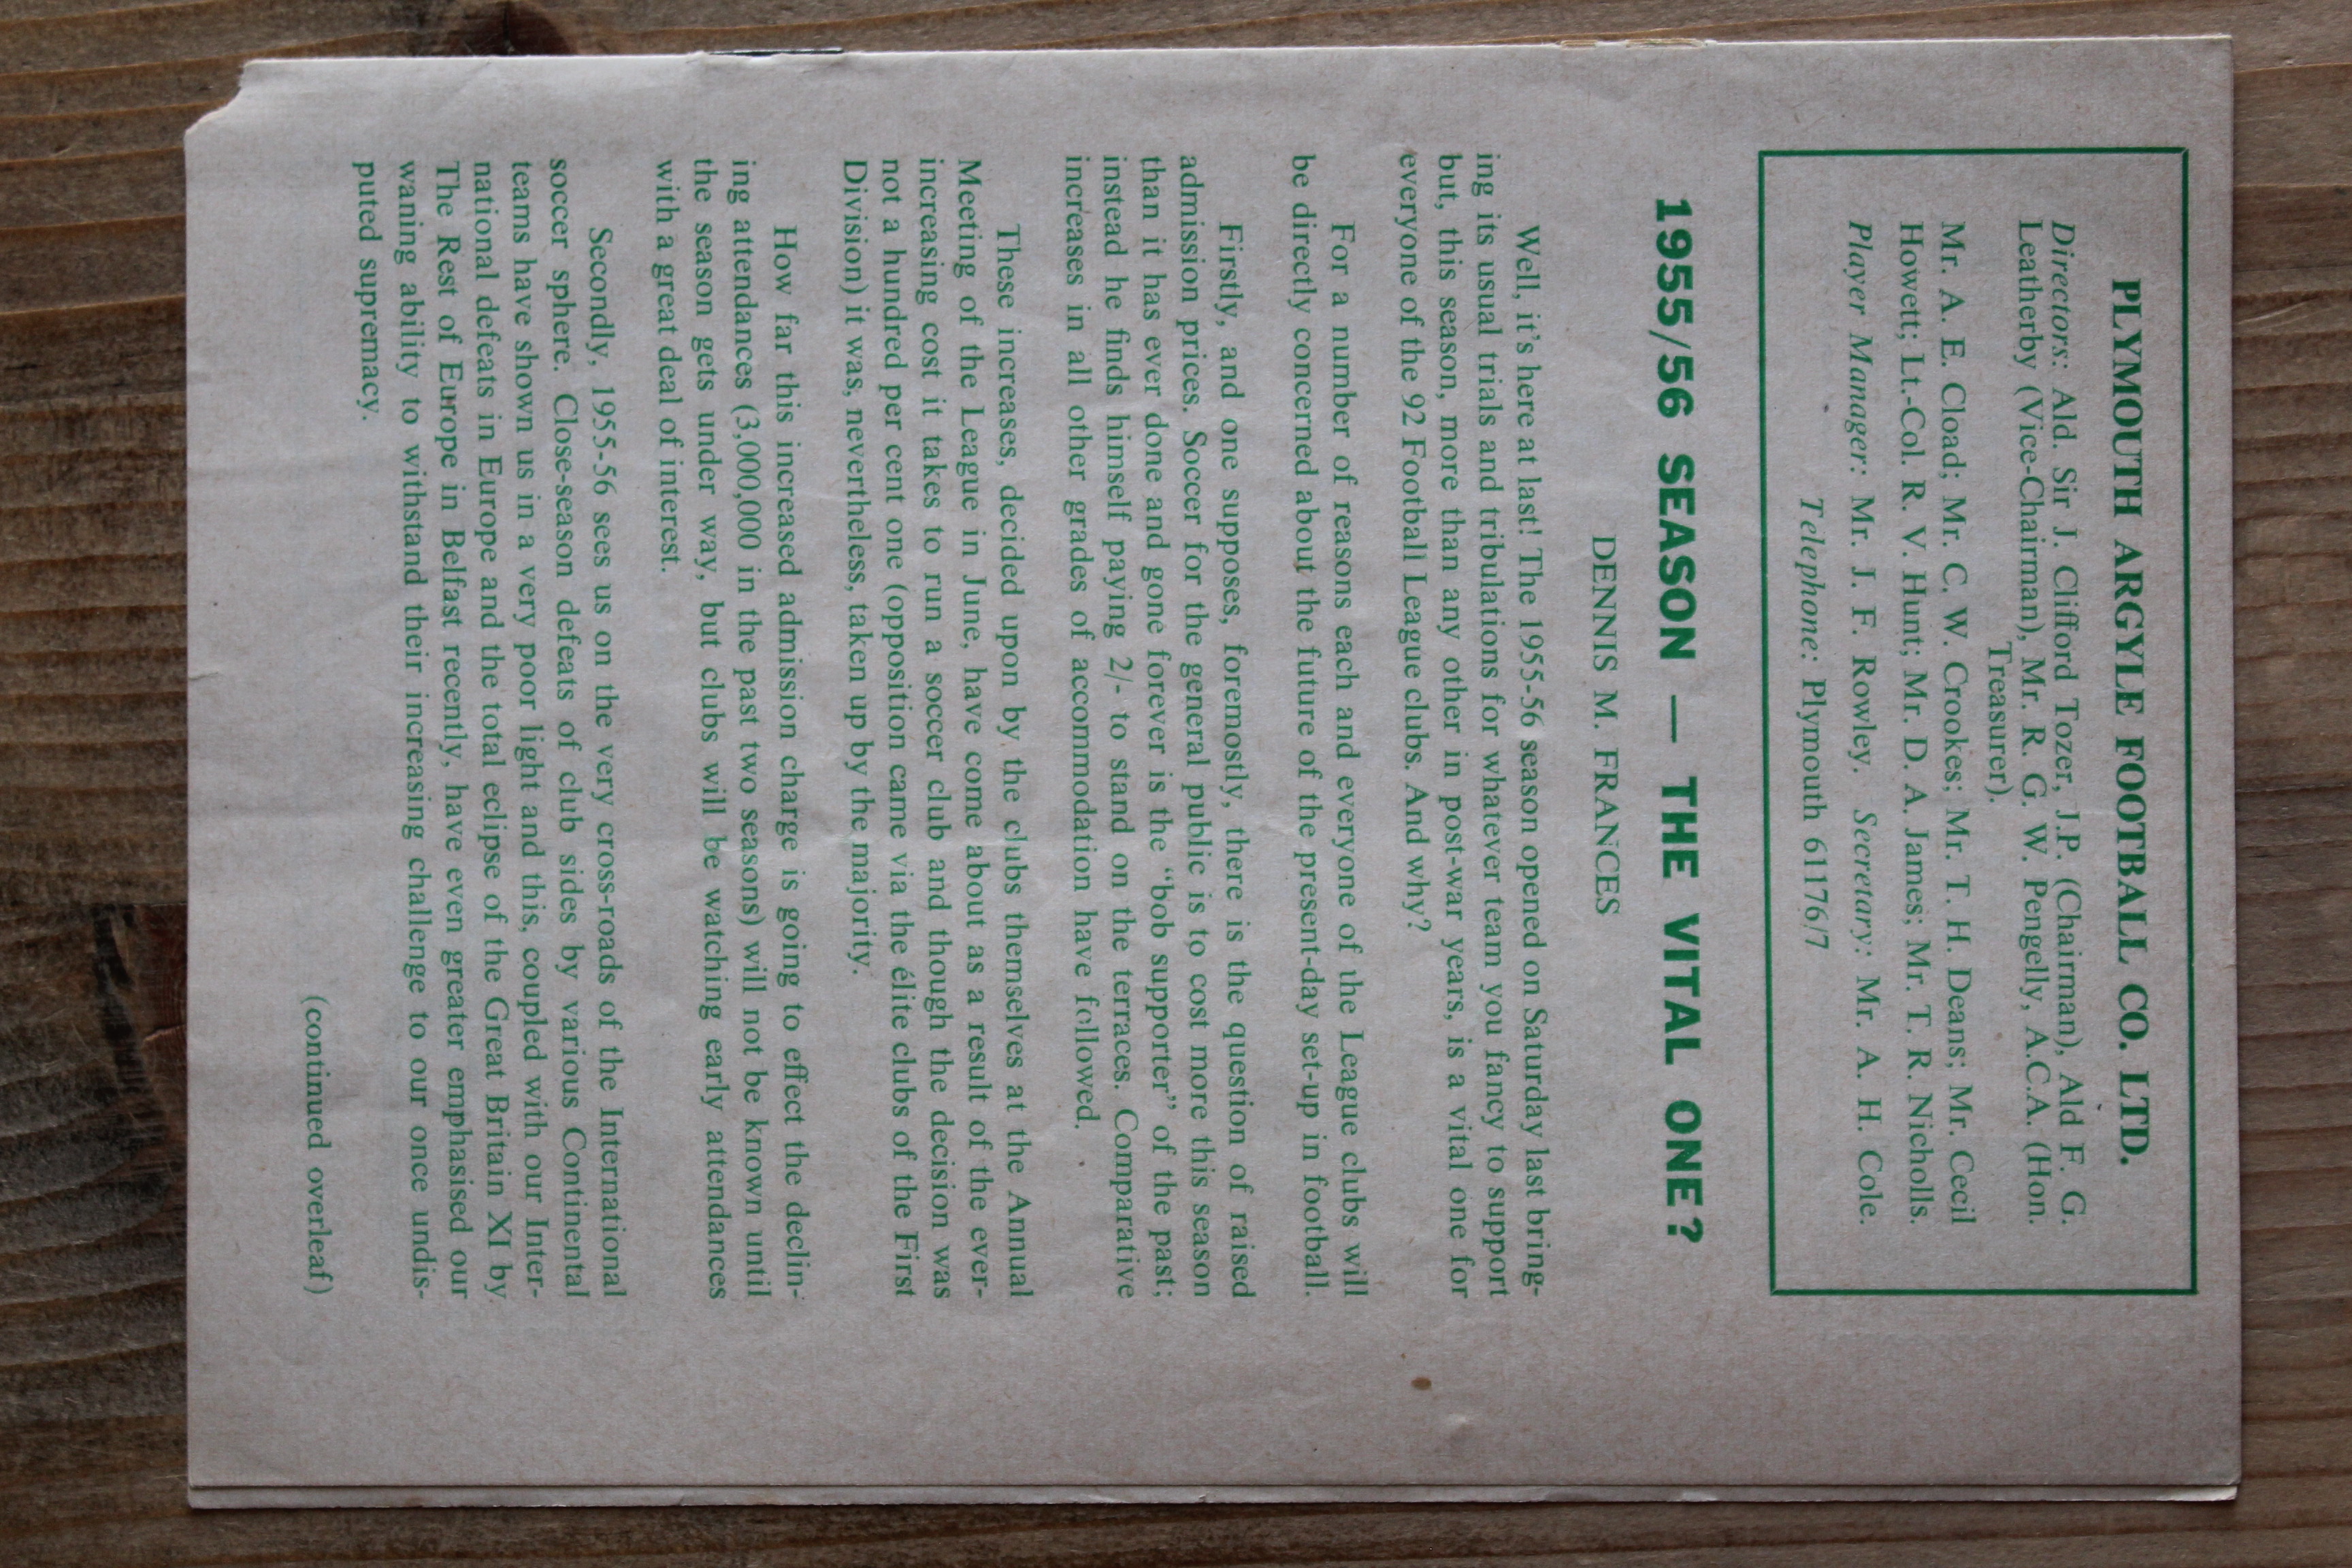 PLYMOUTH ARGYLE FOOTBALL CO. LTD.
Directors: Ald. Sir J. Clifford Tozer, J.P. (Chairman), Ald F. G.
Leatherby (Vice-Chairman), Mr. R. G. W. Pengelly, A.C.A. (Hon.
Treasurer).
Mr. A. E. Cload; Mr. C. W. Crookes; Mr. T. H. Deans; Mr. Cecil
Howett; Lt.-Col. R. V. Hunt; Mr. D. A. James; Mr. T. R. Nicholls.
Player Manager: Mr. J. F. Rowley. Secretary: Mr. A. H. Cole.
Telephone: Plymouth 61176/7
1955/56 SEASON — THE VITAL ONE?
DENNIS M. FRANCES
Well, it's here at last! The 1955-56 season opened on Saturday last bring-
ing its usual trials and tribulations for whatever team you fancy to support
but, this season, more than any other in post-war years, is a vital one for
everyone of the 92 Football League clubs. And why?
For a number of reasons each and everyone of the League clubs will
be directly concerned about the future of the present-day set-up in football.
Firstly, and one supposes, foremostly, there is the question of raised
admission prices. Soccer for the general public is to cost more this season
than it has ever done and gone forever is the "bob supporter" of the past;
instead he finds himself paying 2/- to stand on the terraces. Comparative
increases in all other grades of accommodation have followed.
These increases, decided upon by the clubs themselves at the Annual
Meeting of the League in June, have come about as a result of the ever-
increasing cost it takes to run a soccer club and though the decision was
not a hundred per cent one (opposition came via the élite clubs of the First
Division) it was, nevertheless, taken up by the majority.
How far this increased admission charge is going to effect the declin-
ing attendances (3,000,000 in the past two seasons) will not be known until
the season gets under way, but clubs will be watching early attendances
with a great deal of interest.
Secondly, 1955-56 sees us on the very cross-roads of the International
soccer sphere. Close-season defeats of club sides by various Continental
teams have shown us in a very poor light and this, coupled with our Inter-
national defeats in Europe and the total eclipse of the Great Britain XI by
The Rest of Europe in Belfast recently, have even greater emphasised our
waning ability to withstand their increasing challenge to our once undis-
puted supremacy.
(continued overleaf)